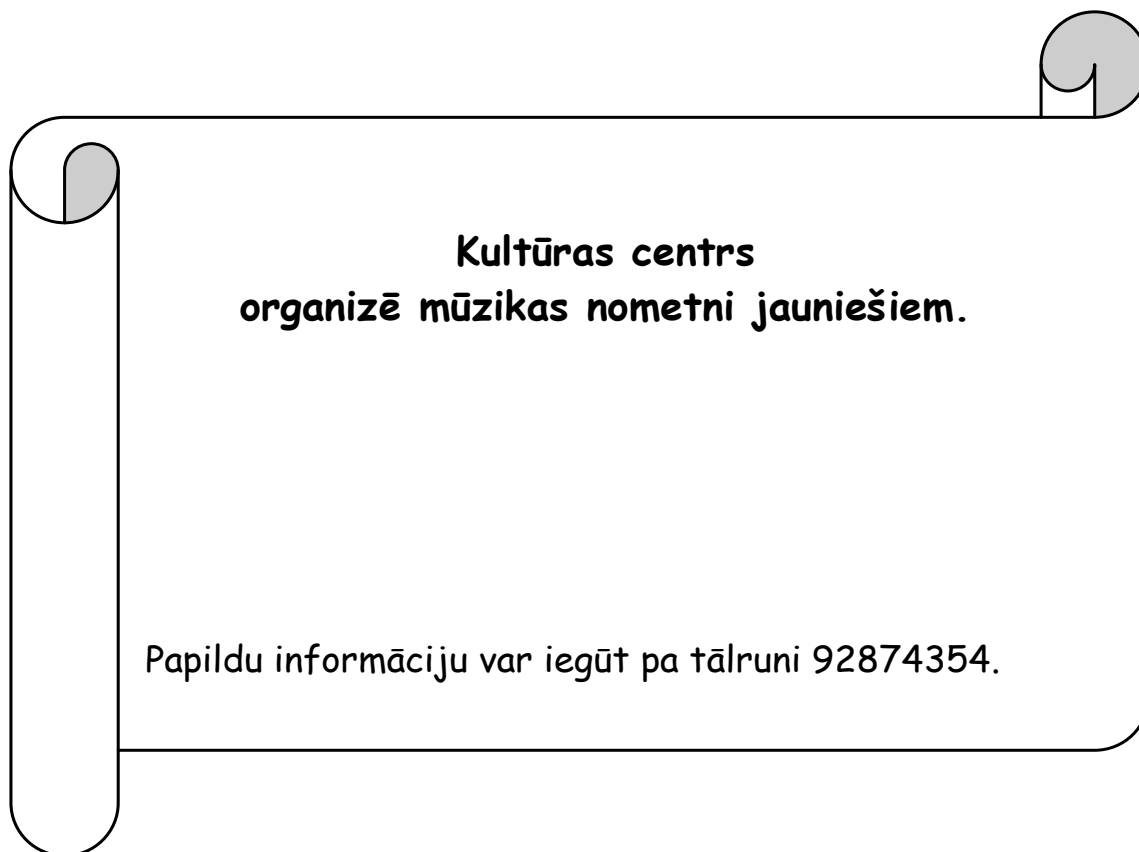 Kultūras centrs
organizē mūzikas nometni jauniešiem.
Papildu informāciju var iegūt pa tālruni 92874354.